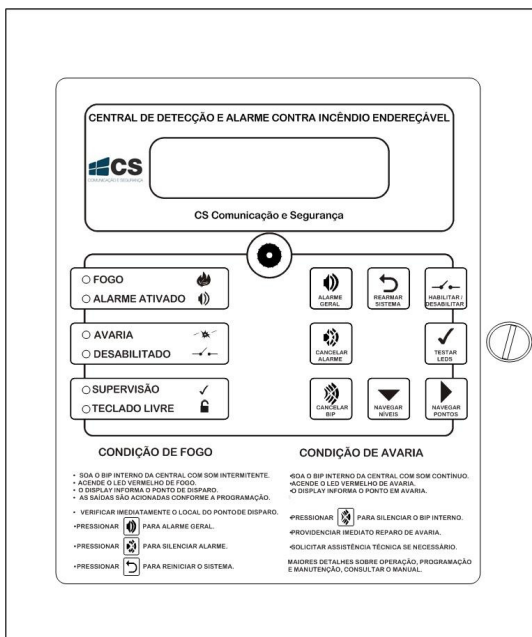 CENTRAL DE DETECÇÃO E ALARME CONTRA INCÊNDIO ENDEREÇÁVEL
CS
COMUNICAÇÃO E SEGURANÇA
CS Comunicação e Segurança
FOGO
ALARME ATIVADO
AVARIA
DESABILITADO
SUPERVISÃO
TECLADO LIVRE
ALARME
GERAL
REARMAR
SISTEMA
HABILITAR/
DESABILITAR
CANCELAR
ALARME
TESTAR
LEDS
CANCELAR
BIP
NAVEGAR
NÍVEIS
NAVEGAR
PONTOS
CONDIÇÃO DE FOGO
• SOA O BIP INTERNO DA CENTRAL COM SOM INTERMITENTE.
• ACENDE O LED VERMELHO DE FOGO.
• O DISPLAY INFORMA O PONTO DE DISPARO.
• AS SAÍDAS SÃO ACIONADAS CONFORME A PROGRAMAÇÃO.
• VERIFICAR IMEDIATAMENTE O LOCAL DO PONTO DE DISPARO.
•PRESSIONAR PARA ALARME GERAL.
•PRESSIONAR PARA SILENCIAR ALARME.
•PRESSIONAR PARA REINICIAR O SISTEMA.
CONDIÇÃO DE AVARIA
•SOA O BIP INTERNO DA CENTRAL COM SOM CONTÍNUO.
•ACENDE O LED VERMELHO DE AVARIA.
•O DISPLAY INFORMA O PONTO EM AVARIA.
•PRESSIONAR PARA SILENCIAR O BIP INTERNO.
•PROVIDENCIAR IMEDIATO REPARO DE AVARIA.
•SOLICITAR ASSISTÊNCIA TÉCNICA SE NECESSÁRIO.
MAIORES DETALHES SOBRE OPERAÇÃO, PROGRAMAÇÃO
E MANUTENÇÃO, CONSULTAR O MANUAL.